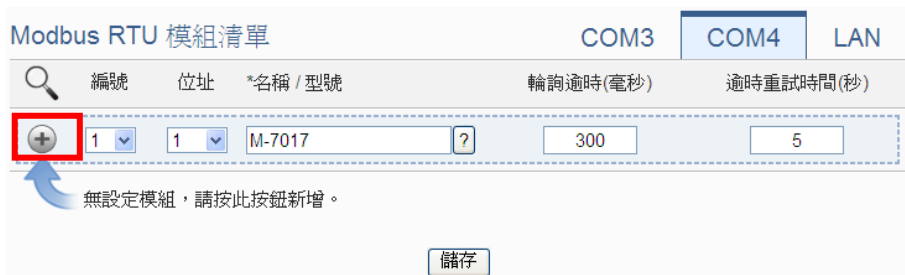 Modbus RTU 模組清單 COM3 COM4 LAN
編號 位址 *名稱 / 型號 輪詢逾時(毫秒) 逾時重試時間(秒)
1 1 M-7017 ? 300 5
無設定模組，請按此按鈕新增。
儲存